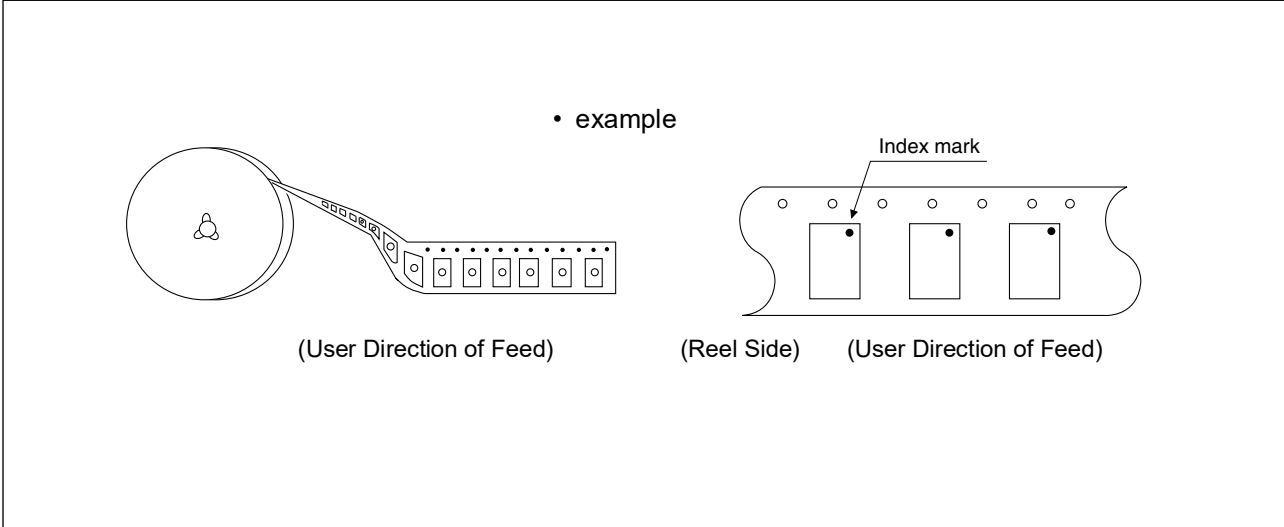 • example
Index mark
(User Direction of Feed)
(Reel Side)
(User Direction of Feed)